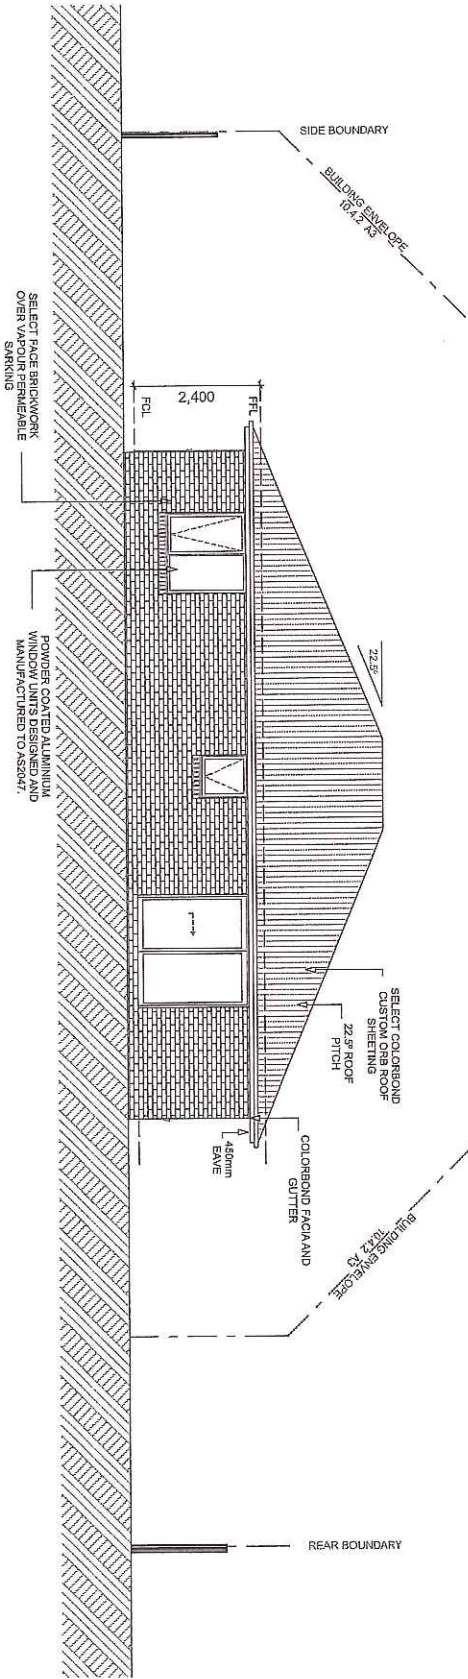 SIDE BOUNDARY
BUILDING ENVELOPE
10.4.2 A3
2,400
FFL
FCL
SELECT FACE BRICKWORK
OVER VAPOUR PERMEABLE
SARKING
POWDER COATED ALUMINIUM
WINDOW UNITS DESIGNED AND
MANUFACTURED TO AS2047.
22.5°
SELECT COLORBOND
CUSTOM ORB ROOF
SHEETING
22.5° ROOF
PITCH
COLORBOND FACIA AND
GUTTER
450mm
EAVE
BUILDING ENVELOPE
10.4.2 A3
REAR BOUNDARY